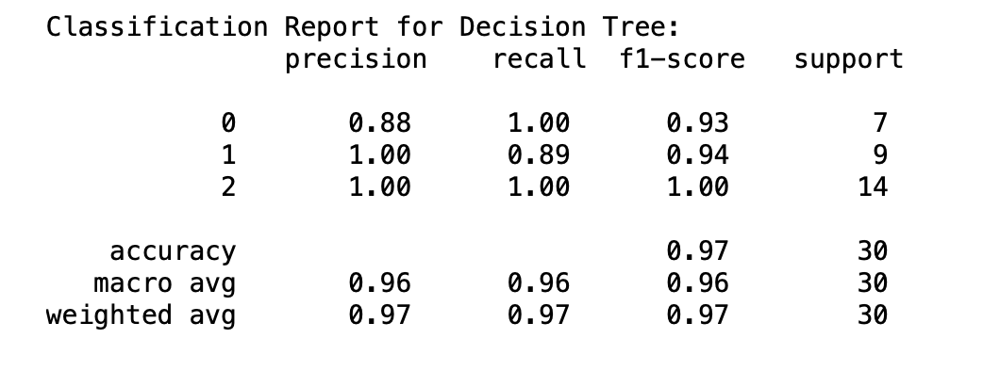 Classification Report for Decision Tree:
precision recall f1-score support
0 0.88 1.00 0.93 7
1 1.00 0.89 0.94 9
2 1.00 1.00 1.00 14
accuracy 0.97 30
macro avg 0.96 0.96 0.96 30
weighted avg 0.97 0.97 0.97 30